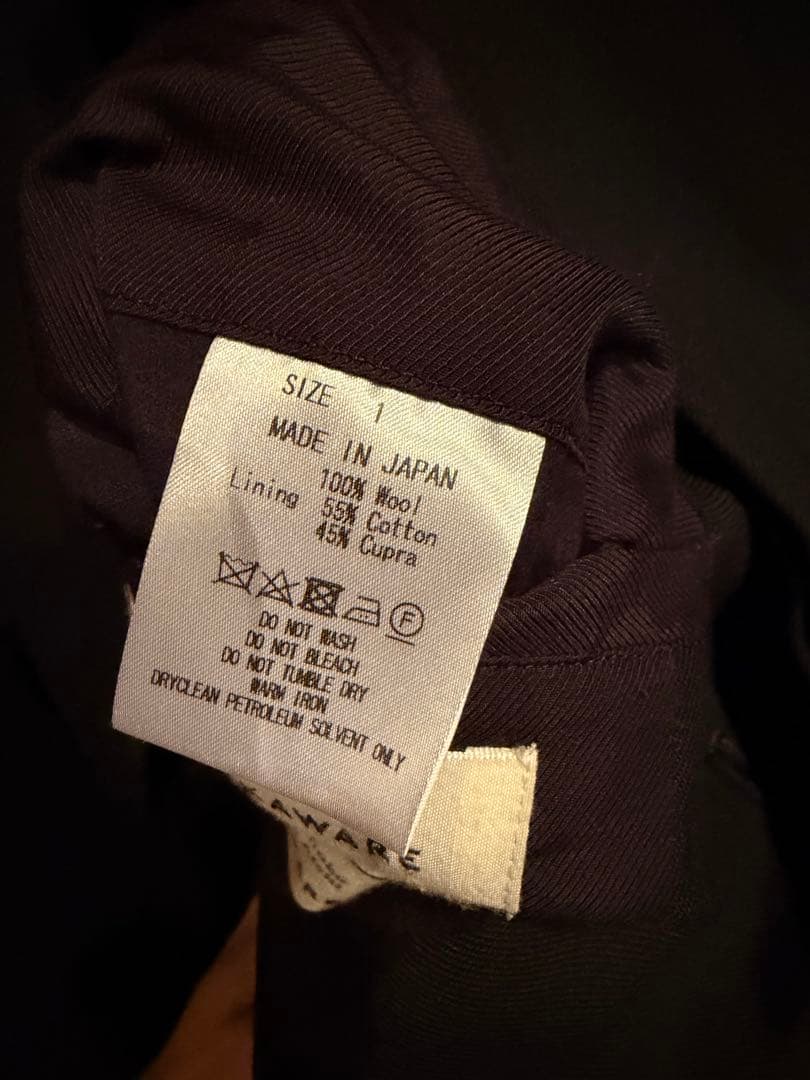 SIZE 1
MADE IN JAPAN
100% Wool
Lining 55% Cotton
45% Cupra
F
DO NOT WASH
DO NOT BLEACH
DO NOT TUMBLE DRY
WARM IRON
DRYCLEAN PETROLEUM SOLVENT ONLY
KAWARE